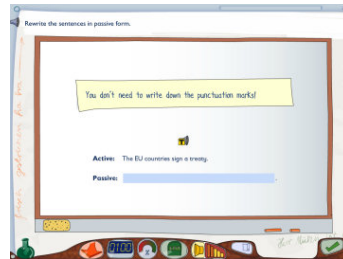 Rewrite the sentences in passive form.
You don't need to write down the punctuation marks!
Active: The EU countries sign a treaty.
Passive: .
0100